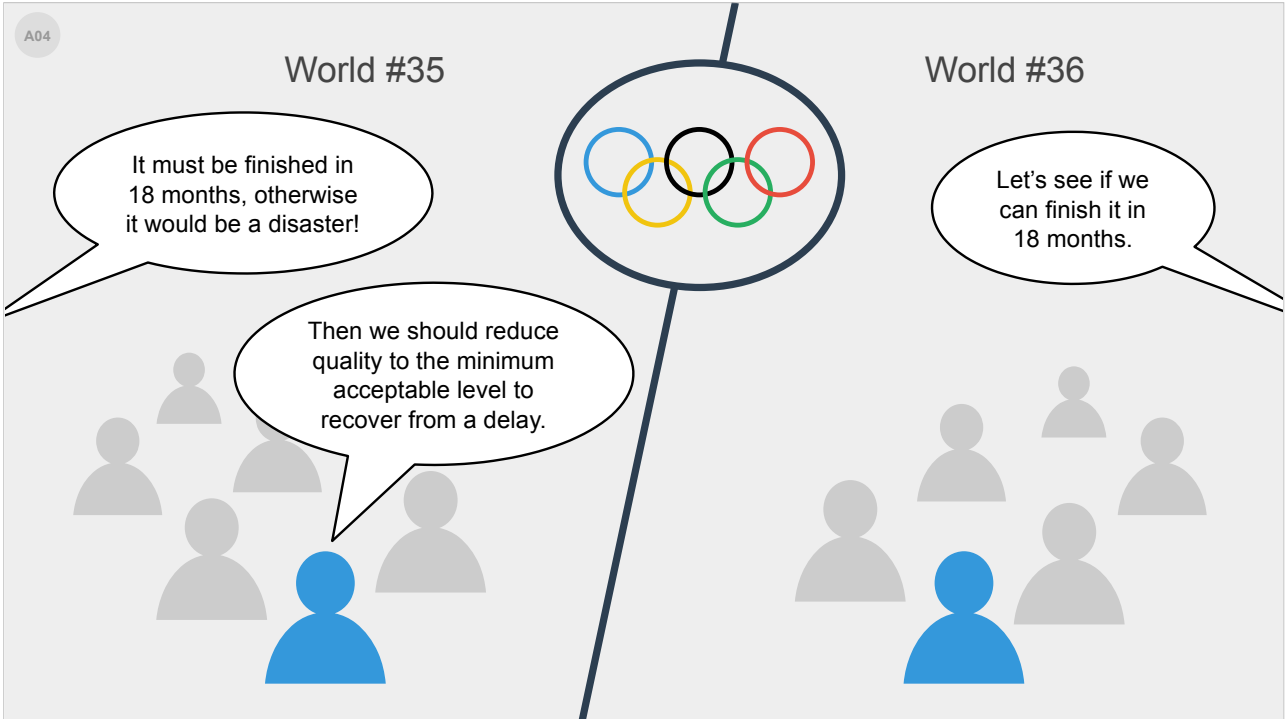 A04
World #35
World #36
It must be finished in
18 months, otherwise
it would be a disaster!
Then we should reduce
quality to the minimum
acceptable level to
recover from a delay.
Let’s see if we
can finish it in
18 months.